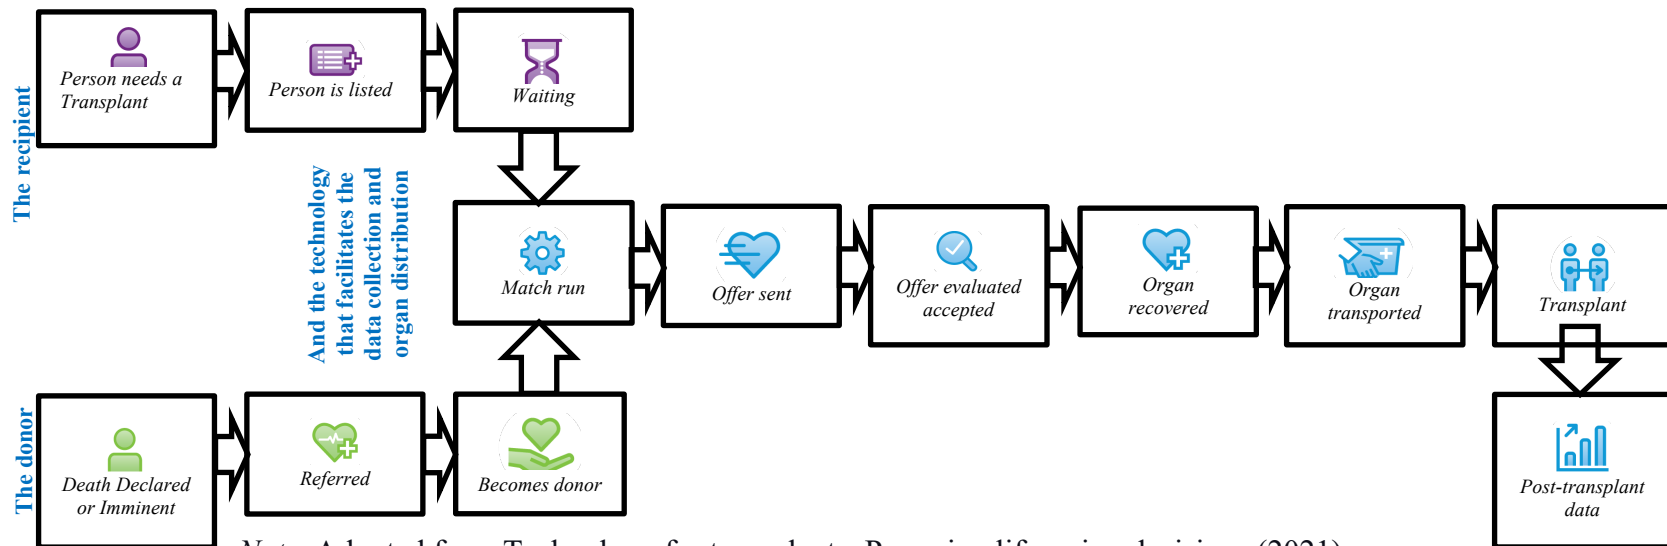 The recipient
Person needs a
Transplant
Person is listed
Waiting
And the technology
that facilitates the
data collection and
organ distribution
Match run
Offer sent
Offer evaluated
accepted
Organ
recovered
Organ
transported
Transplant
The donor
Death Declared
or Imminent
Referred
Becomes donor
Post-transplant
data